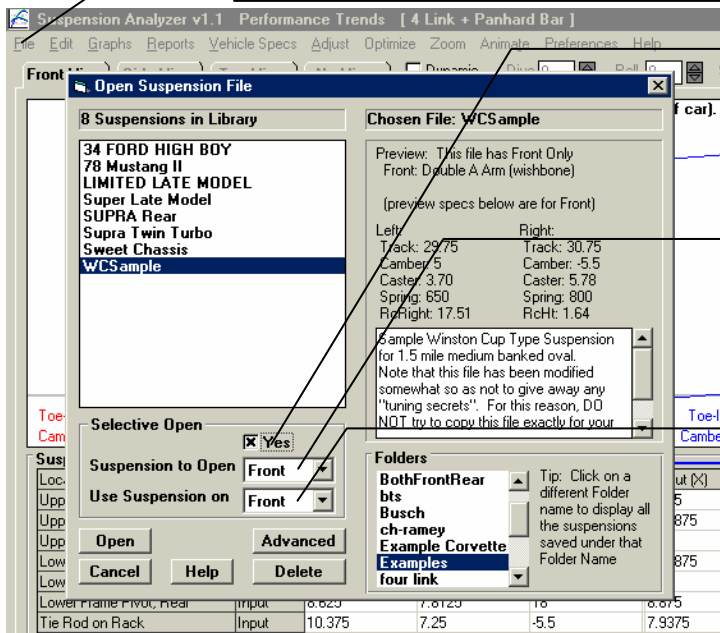 Suspension Analyzer v1.1 Performance Trends [ 4 Link + Panhard Bar ]
File Edit Graphs Reports Vehicle Specs Adjust Optimize Zoom Animate Preferences Help
Front
Open Suspension File
f car).
8 Suspensions in Library
34 FORD HIGH BOY
78 Mustang II
LIMITED LATE MODEL
Super Late Model
SUPRA Rear
Supra Twin Turbo
Sweet Chassis
WCSample
Chosen File: WCSample
Preview: This file has Front Only
Front: Double A Arm (wishbone)
(preview specs below are for Front)
Left: Right:
Track: 29.75 Track: 30.75
Camber: 5 Camber: -5.5
Caster: 3.70 Caster: 5.78
Spring: 650 Spring: 800
RcRight: 17.51 RcHt: 1.64
Sample Winston Cup Type Suspension
for 1.5 mile medium banked oval.
Note that this file has been modified
somewhat so as not to give away any
"tuning secrets". For this reason, DO
NOT try to copy this file exactly for your
Selective Open
Yes
Suspension to Open Front
Use Suspension on Front
Open Advanced
Cancel Help Delete
Folders
BothFrontRear
bts
Busch
ch-ramey
Example Corvette
Examples
four link
Tip: Click on a
different Folder
name to display all
the suspensions
saved under that
Folder Name
Toe-
Cam
Toe-I
Cambe
Sus
Loc
Upp
Upp
Upp
Low
Low
ut (X)
5
875
875
Lower Frame Pivot, Rear Input 8.625 7.8125 18 8.875
Tie Rod on Rack Input 10.375 7.25 -5.5 7.9375